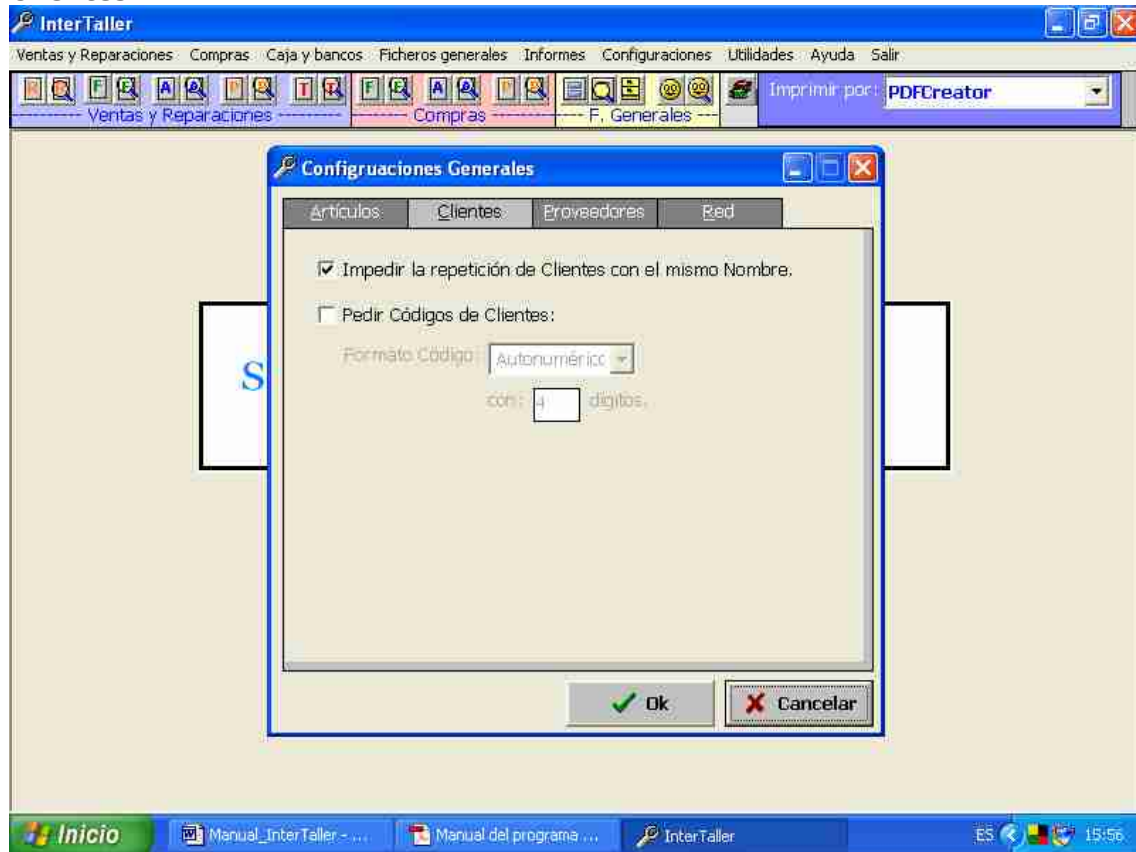 InterTaller
Ventas y Reparaciones Compras Caja y bancos Ficheros generales Informes Configuraciones Utilidades Ayuda Salir
Imprimir por: PDFCreator
Ventas y Reparaciones Compras F. Generales
Configruaciones Generales
Artículos Clientes Proveedores Red
Impedir la repetición de Clientes con el mismo Nombre.
Pedir Códigos de Clientes:
Formato Código: Autonuméricc
con: 4 dígitos.
S
Ok Cancelar
Inicio Manual_InterTaller - ... Manual del programa ... InterTaller ES 15:56